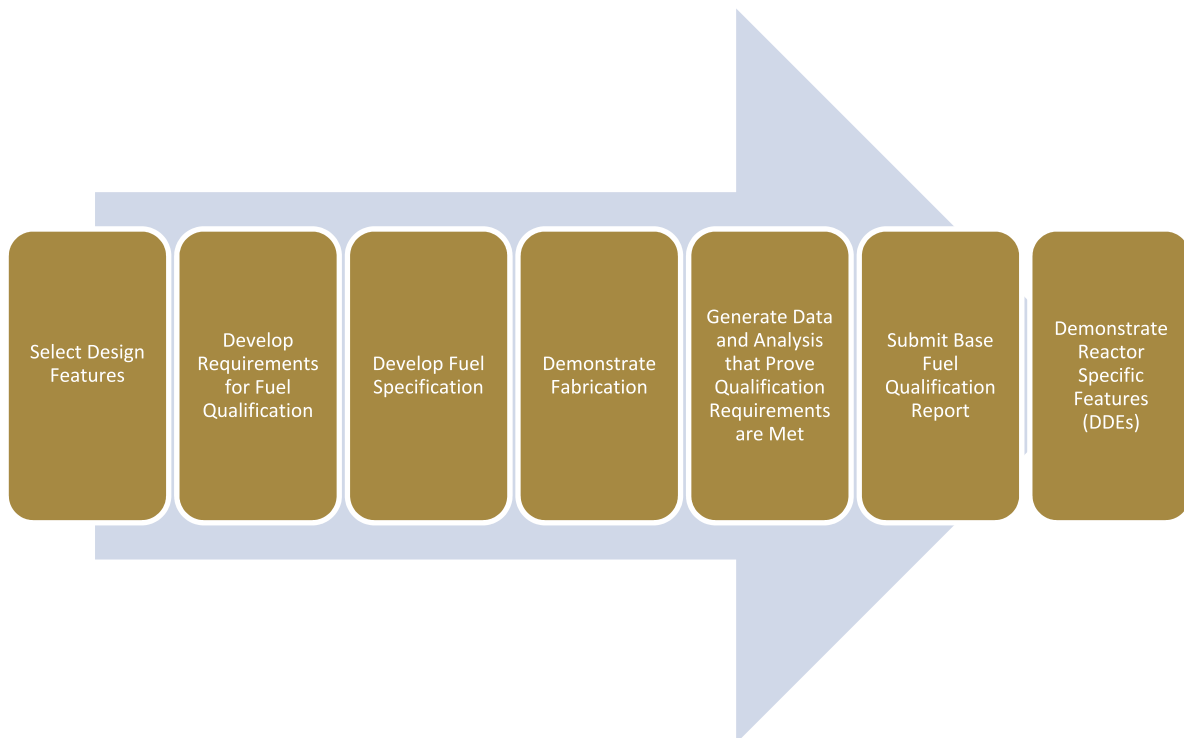 Select Design
Features
Develop
Requirements
for Fuel
Qualification
Develop Fuel
Specification
Demonstrate
Fabrication
Generate Data
and Analysis
that Prove
Qualification
Requirements
are Met
Submit Base
Fuel
Qualification
Report
Demonstrate
Reactor
Specific
Features
(DDEs)